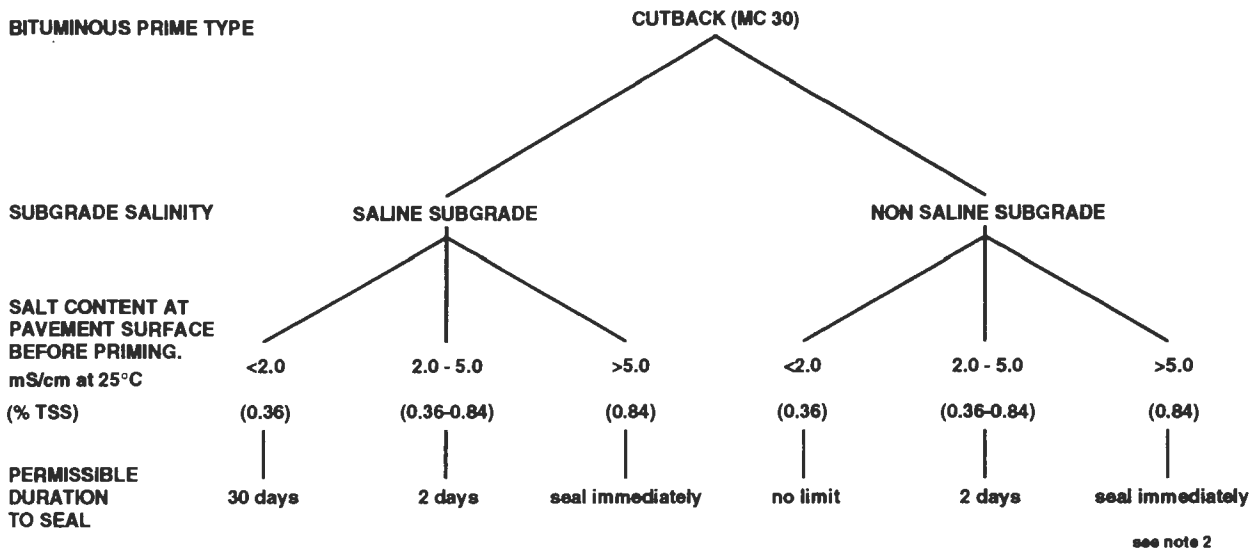 BITUMINOUS PRIME TYPE
CUTBACK (MC 30)
SUBGRADE SALINITY
SALINE SUBGRADE
NON SALINE SUBGRADE
SALT CONTENT AT
PAVEMENT SURFACE
BEFORE PRIMING.
mS/cm at 25°C
<2.0
2.0 - 5.0
>5.0
<2.0
2.0 - 5.0
>5.0
(% TSS)
(0.36)
(0.36-0.84)
(0.84)
(0.36)
(0.36-0.84)
(0.84)
PERMISSIBLE
DURATION
TO SEAL
30 days
2 days
seal immediately
no limit
2 days
seal immediately
see note 2